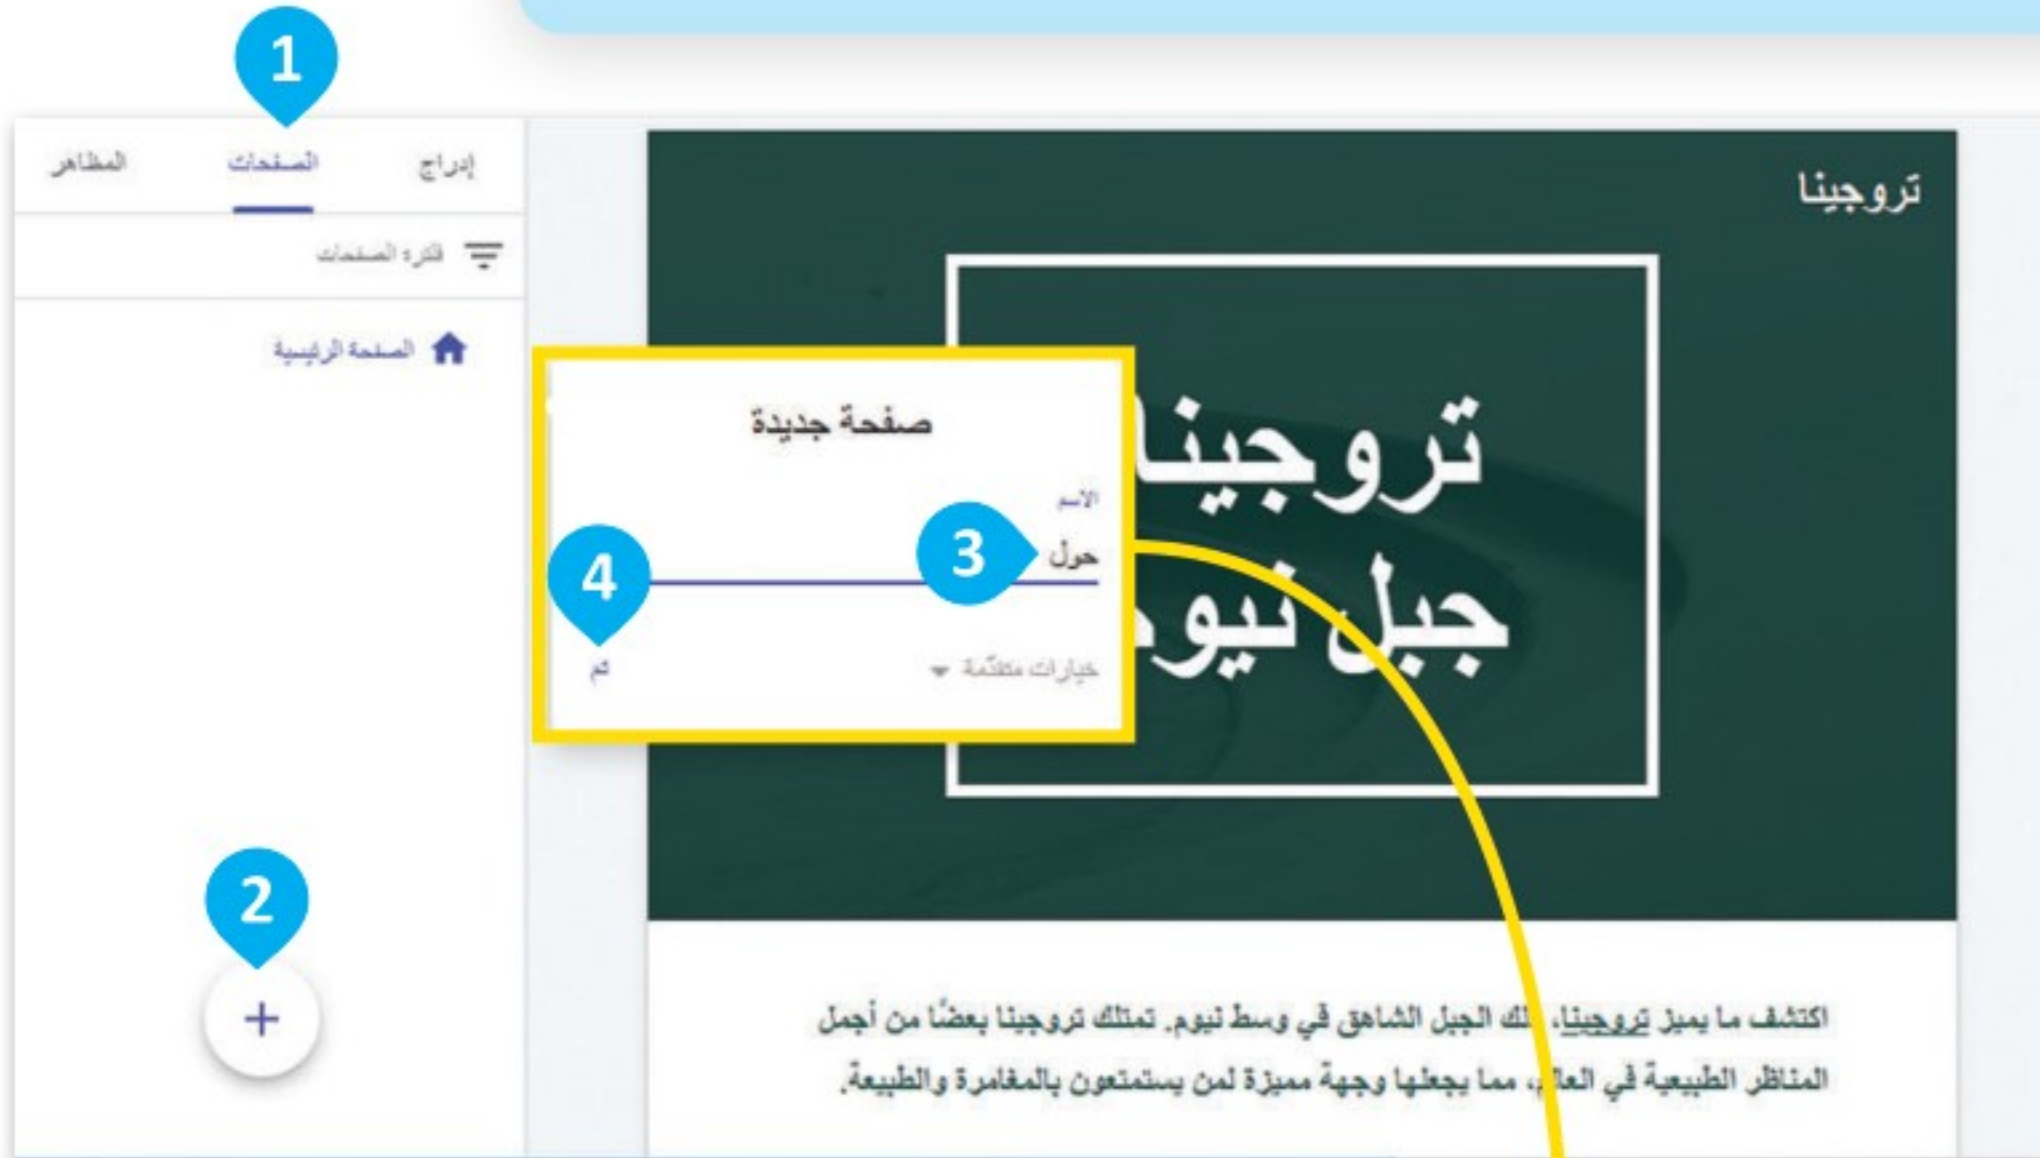 1
إدراج الصفحات المظاهر
فلترة الصفحات
الصفحة الرئيسية
2
+
صفحة جديدة
الاسم
3
حول
4
خيارات متقدّمة
تم
تروجينا
تروجينا
جبل نيو
اكتشف ما يميز تروجينا، ذلك الجبل الشاهق في وسط نيوم. تمتلك تروجينا بعضًا من أجمل
المناظر الطبيعية في العالم، مما يجعلها وجهة مميزة لمن يستمتعون بالمغامرة والطبيعة.